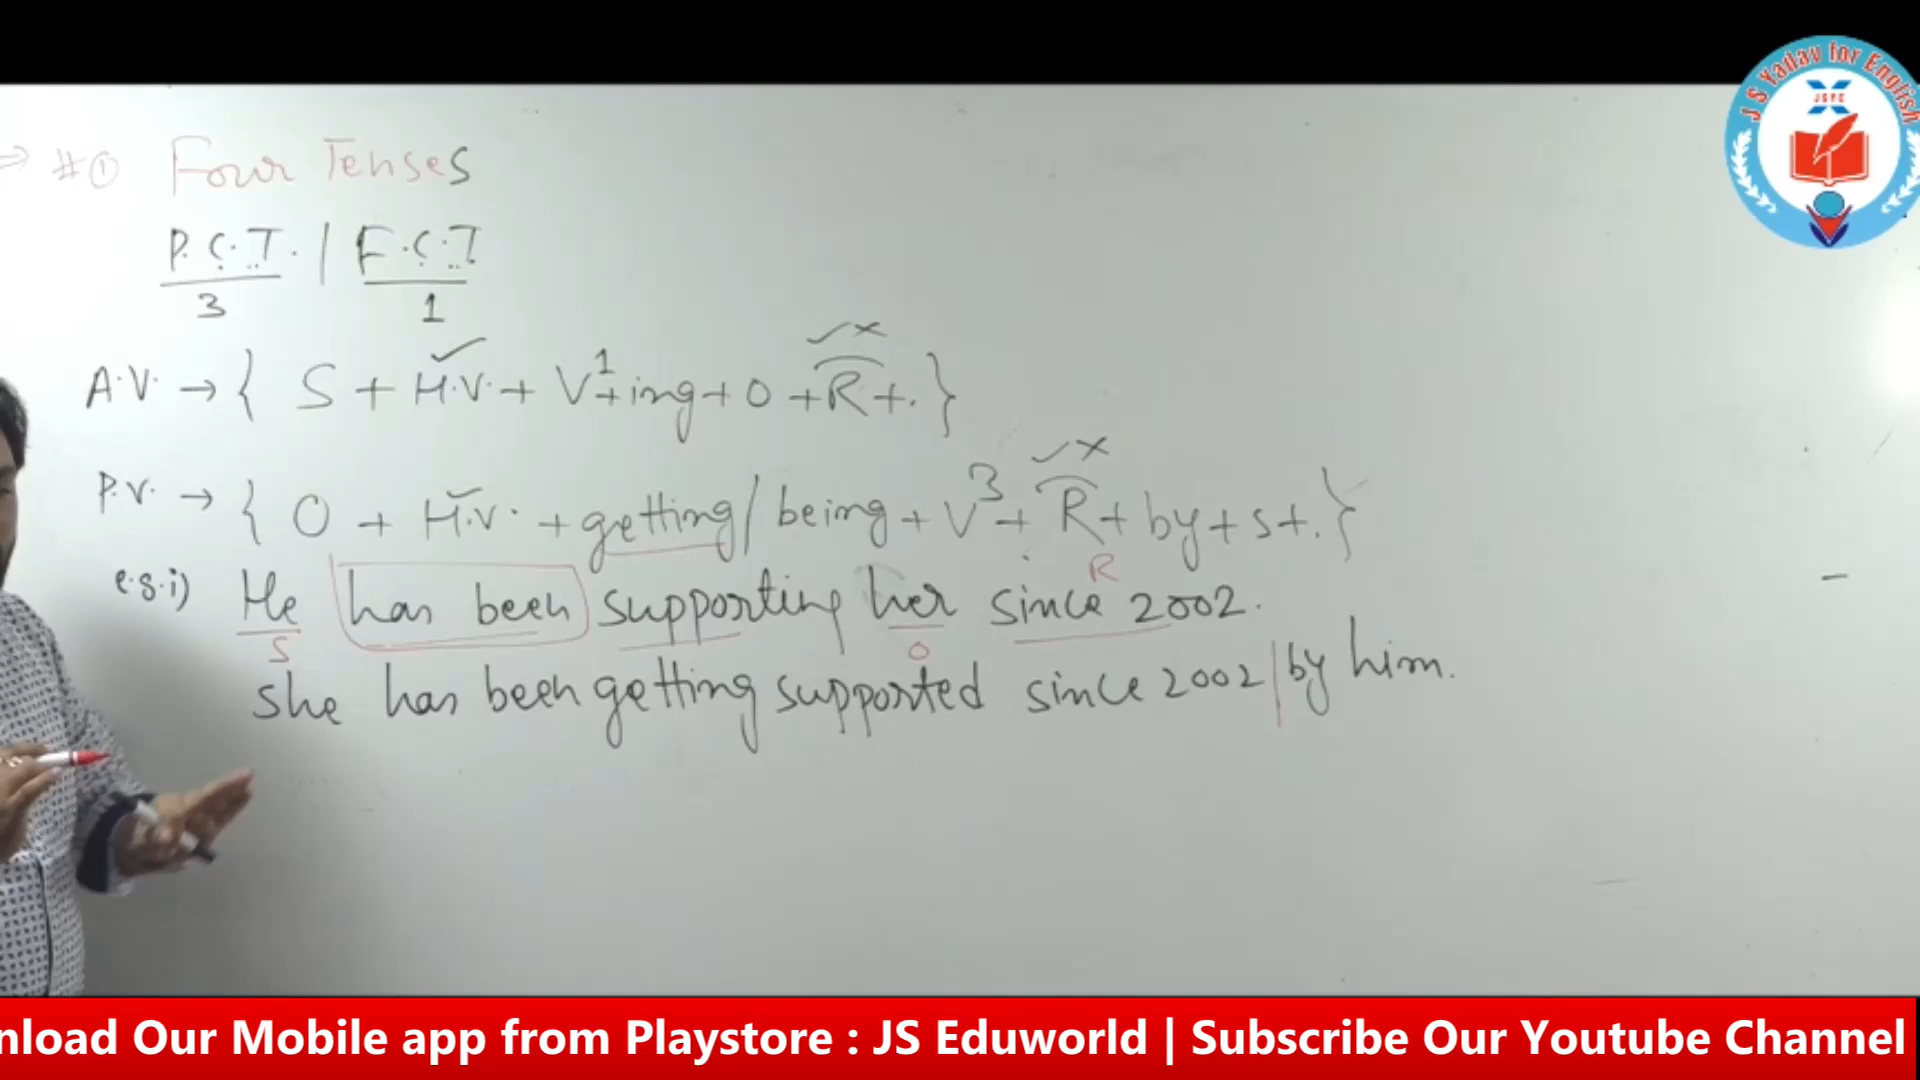 ⇒ #① Four Tenses
P.C.T. | F.C.T
3 1
✓ ✓ ×
A.V. → { S + H.V. + V¹+ing + O + R + . }
✓ ×
P.V. → { O + H.V. + getting / being + V³ + R + by + s + . }
R
e.g. i) He has been supporting her since 2002.
S O
she has been getting supported since 2002 | by him.
J S Yadav for English
JSYC
nload Our Mobile app from Playstore : JS Eduworld | Subscribe Our Youtube Channel